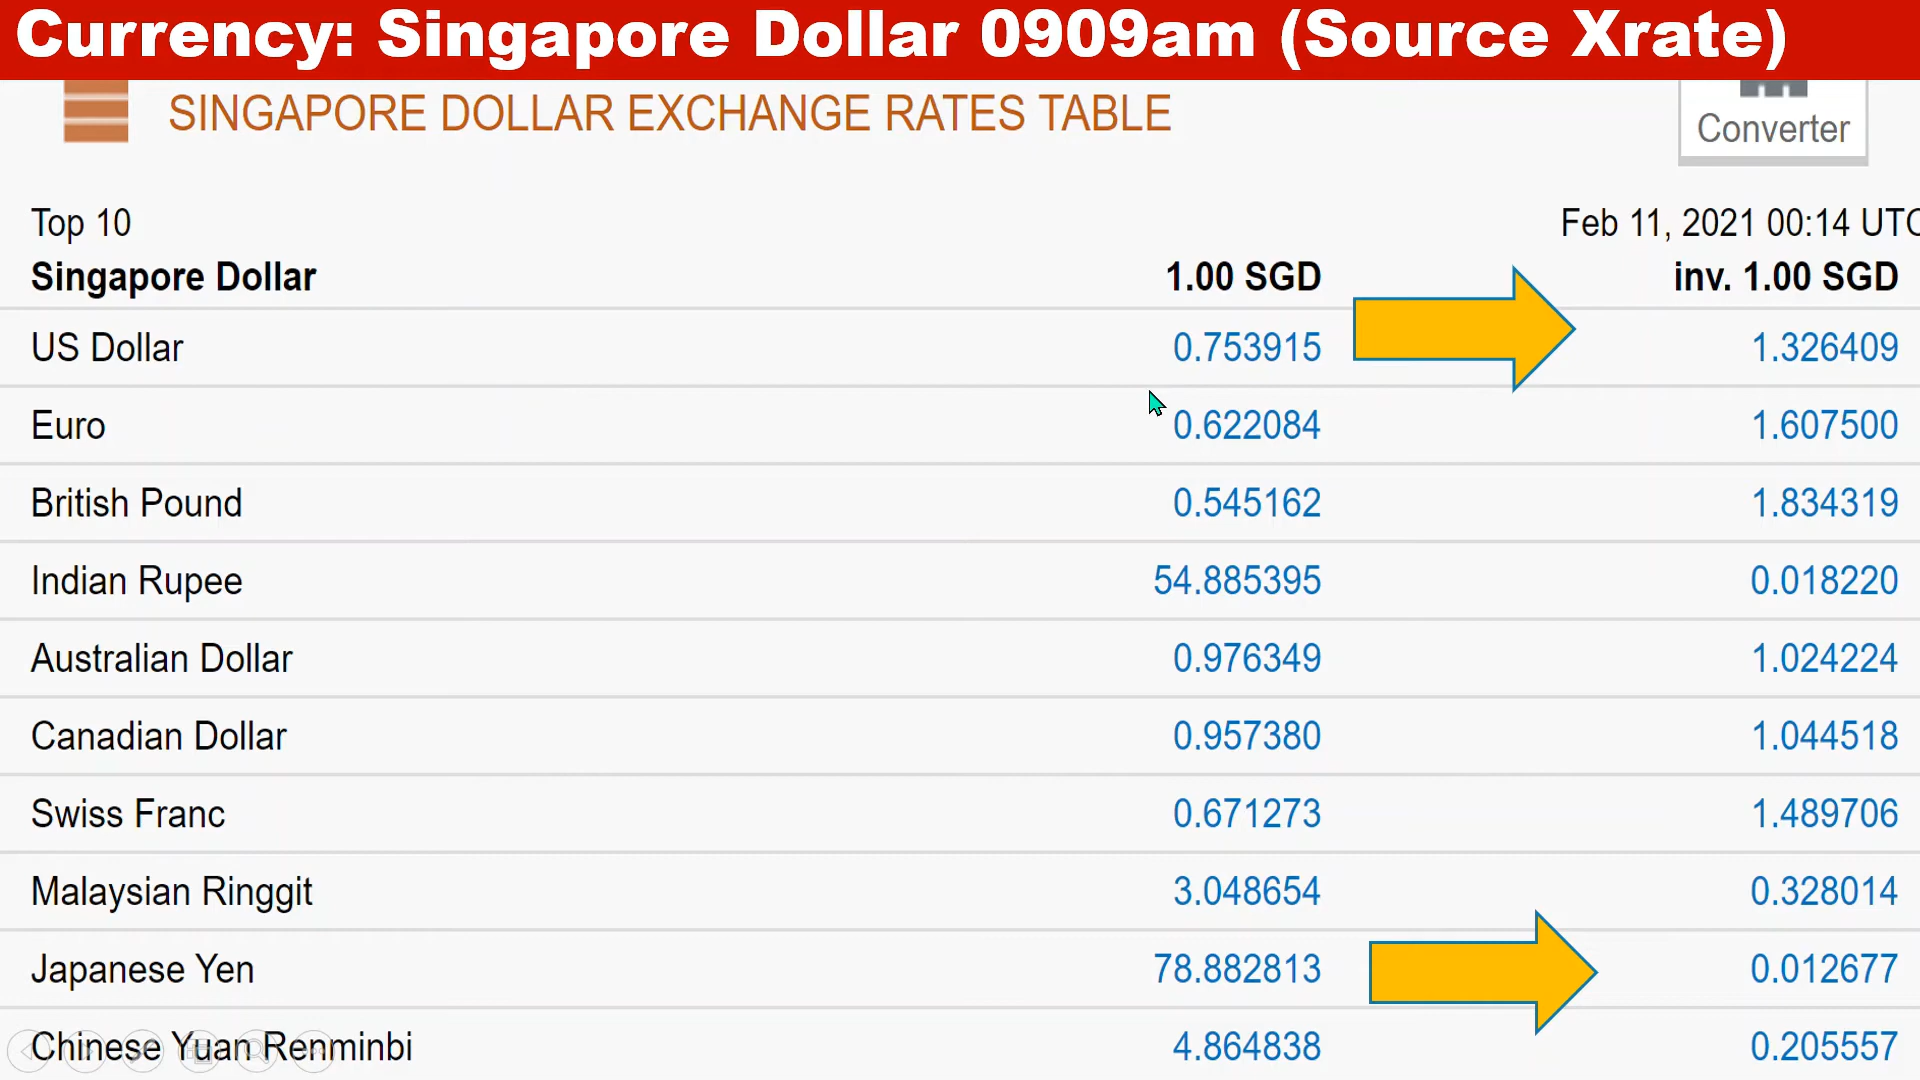 Currency: Singapore Dollar 0909am (Source Xrate)
SINGAPORE DOLLAR EXCHANGE RATES TABLE
Converter
Top 10 Feb 11, 2021 00:14 UTC
Singapore Dollar 1.00 SGD inv. 1.00 SGD
US Dollar 0.753915 1.326409
Euro 0.622084 1.607500
British Pound 0.545162 1.834319
Indian Rupee 54.885395 0.018220
Australian Dollar 0.976349 1.024224
Canadian Dollar 0.957380 1.044518
Swiss Franc 0.671273 1.489706
Malaysian Ringgit 3.048654 0.328014
Japanese Yen 78.882813 0.012677
Chinese Yuan Renminbi 4.864838 0.205557